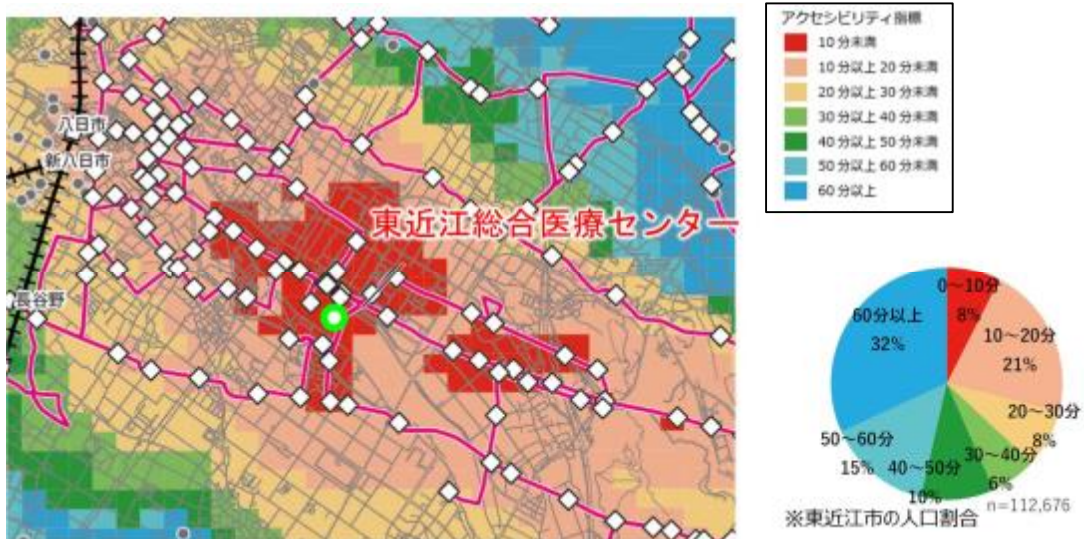 八日市
新八日市
長谷野
東近江総合医療センター
アクセシビリティ指標
10分未満
10分以上20分未満
20分以上30分未満
30分以上40分未満
40分以上50分未満
50分以上60分未満
60分以上
0～10分
8%
10～20分
21%
20～30分
8%
30～40分
6%
40～50分
10%
50～60分
15%
60分以上
32%
n=112,676
※東近江市の人口割合